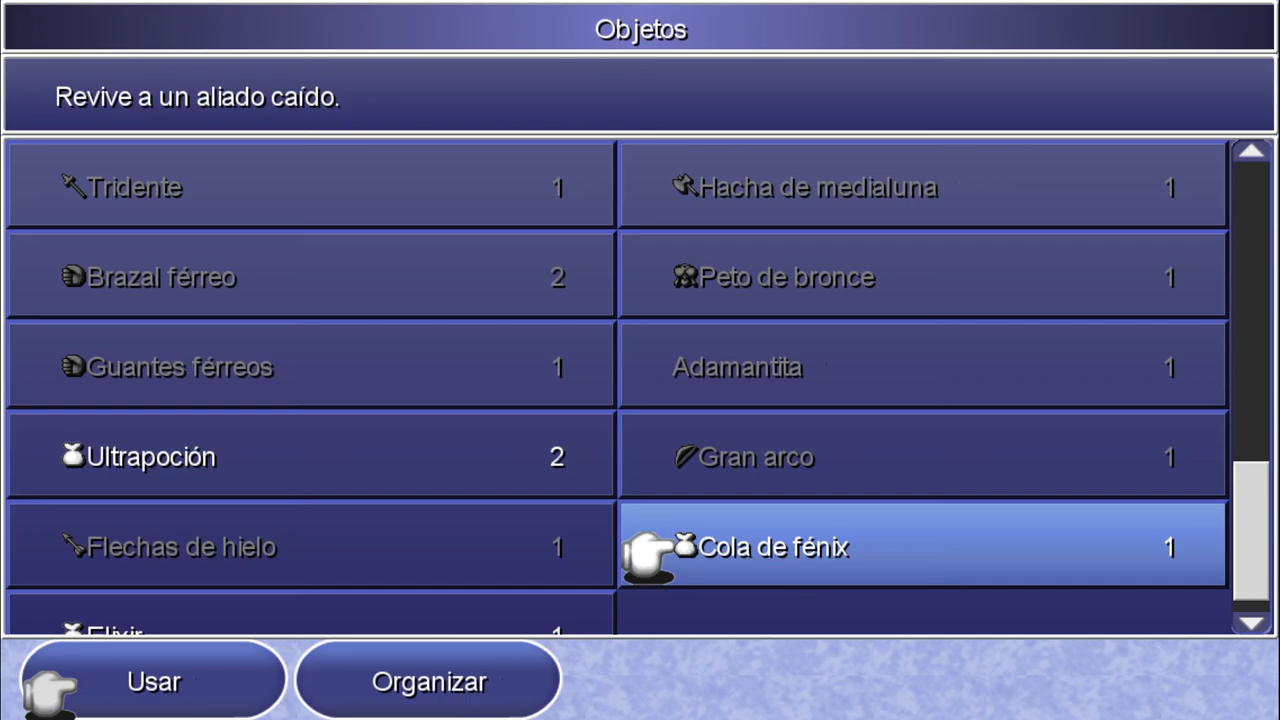 Objetos
Revive a un aliado caído.
Tridente 1
Hacha de medialuna 1
Brazal férreo 2
Peto de bronce 1
Guantes férreos 1
Adamantita 1
Ultrapoción 2
Gran arco 1
Flechas de hielo 1
Cola de fénix 1
Elixir 1
Usar
Organizar